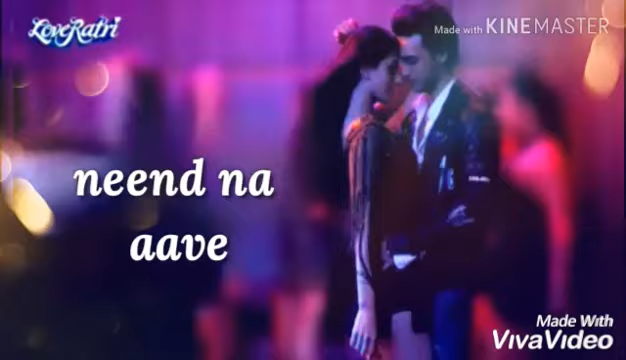 LoveRatri
Made with KINEMASTER
neend na
aave
Made With
VivaVideo